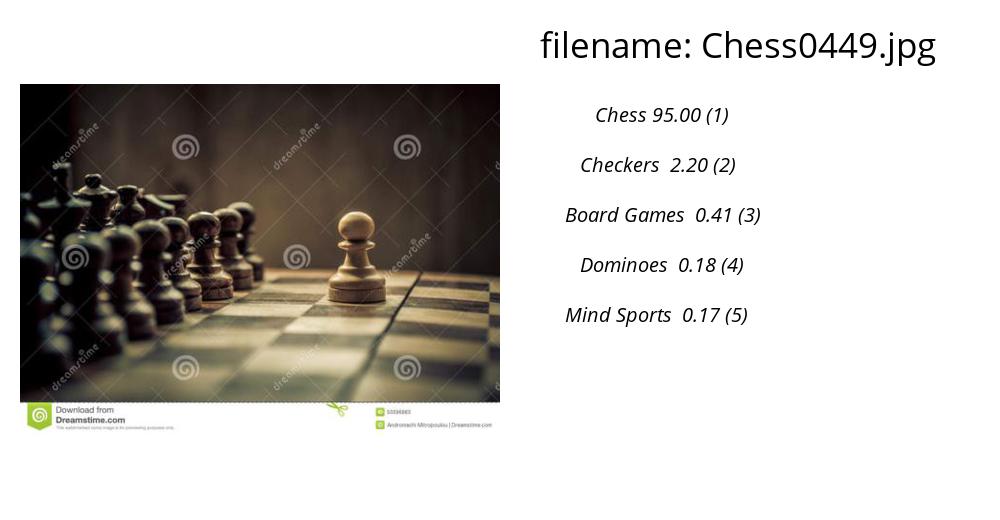 filename: Chess0449.jpg
Chess 95.00 (1)
Checkers 2.20 (2)
Board Games 0.41 (3)
Dominoes 0.18 (4)
Mind Sports 0.17 (5)
dreamstime
dreamstime
dreamstime
dreamstime
dreamstime
dreamstime
dreamstime
dreamstime
Download from
Dreamstime.com
This watermarked comp image is for previewing purposes only.
Andromachi Mitropoulou | Dreamstime.com